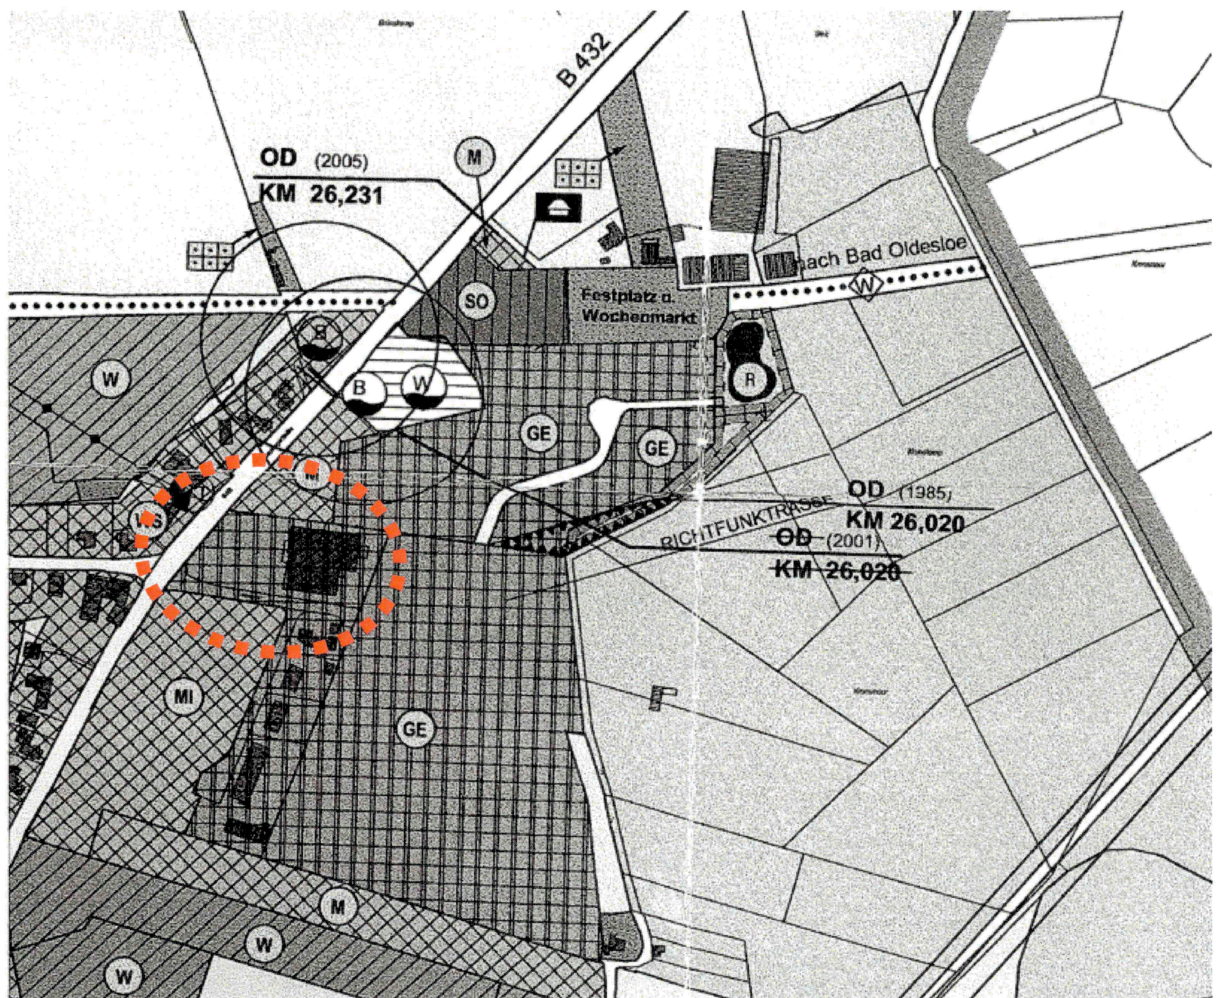 B 432
OD (2005)
KM 26,231
M
SO
Festplatz u.
Wochenmarkt
nach Bad Oldesloe
W
W
B
W
R
GE
GE
M
WS
OD (1985)
KM 26,020
RICHTFUNKTRASSE
OD (2001)
KM 26,020
MI
GE
M
W
W